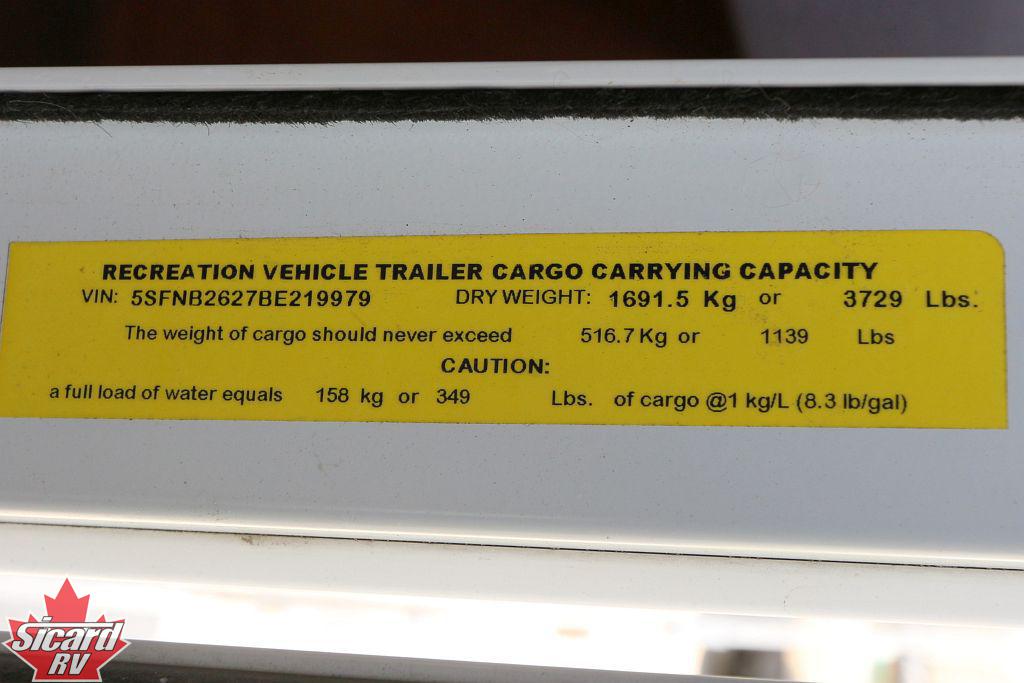 RECREATION VEHICLE TRAILER CARGO CARRYING CAPACITY
VIN: 5SFNB2627BE219979 DRY WEIGHT: 1691.5 Kg or 3729 Lbs.
The weight of cargo should never exceed 516.7 Kg or 1139 Lbs
CAUTION:
a full load of water equals 158 kg or 349 Lbs. of cargo @1 kg/L (8.3 lb/gal)
Sicard
RV